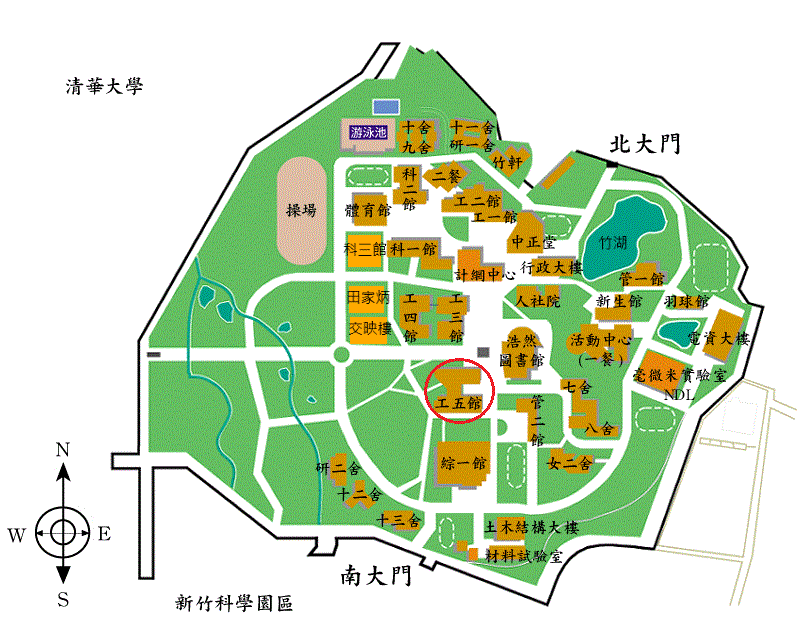 清華大學
北大門
游泳池
十舍
九舍
十一舍
研一舍
竹軒
科二館
二餐
工二館
工一館
操場
體育館
中正堂
竹湖
科三館
科一館
計網中心
行政大樓
管一館
田家炳
工四館
工三館
人社院
新生館
羽球館
交映樓
浩然
圖書館
活動中心
(一餐)
電資大樓
毫微米實驗室
NDL
工五館
七舍
管二館
八舍
綜一館
女二舍
研二舍
十二舍
十三舍
土木結構大樓
材料試驗室
南大門
新竹科學園區
N
W
E
S